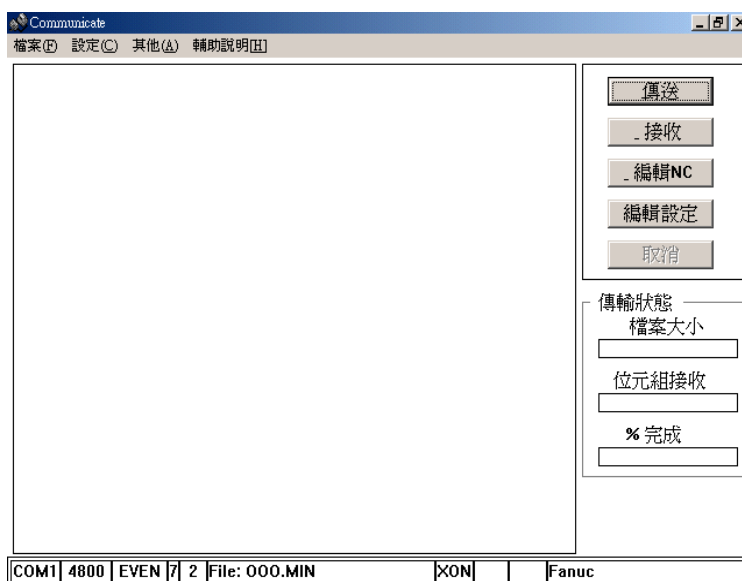 Communicate
檔案(F) 設定(C) 其他(A) 輔助說明[H]
傳送
_接收
_編輯NC
編輯設定
取消
傳輸狀態
檔案大小
位元組接收
% 完成
COM1 4800 EVEN 7 2 File: OOO.MIN XON Fanuc